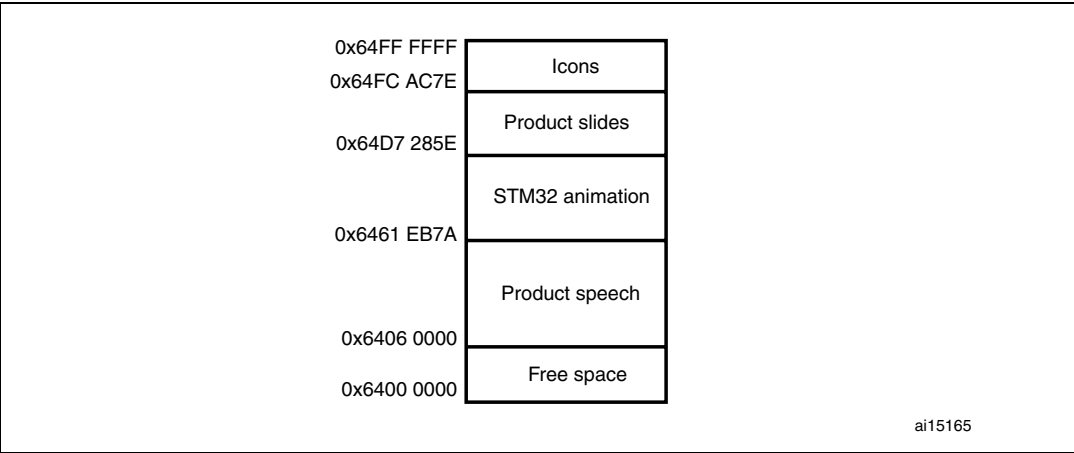 0x64FF FFFF
Icons
0x64FC AC7E
Product slides
0x64D7 285E
STM32 animation
0x6461 EB7A
Product speech
0x6406 0000
Free space
0x6400 0000
ai15165